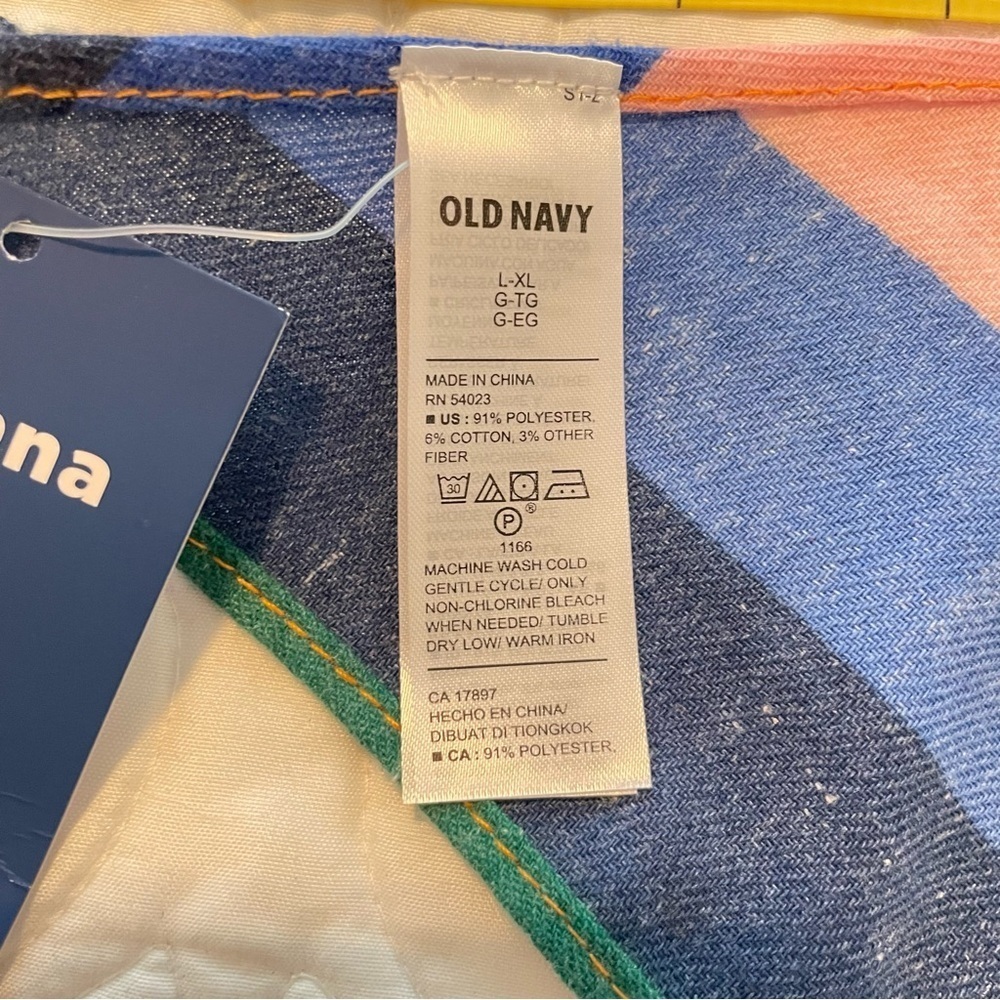 OLD NAVY
L-XL
G-TG
G-EG
MADE IN CHINA
RN 54023
■ US : 91% POLYESTER,
6% COTTON, 3% OTHER
FIBER
30
P ®
1166
MACHINE WASH COLD
GENTLE CYCLE/ ONLY
NON-CHLORINE BLEACH
WHEN NEEDED/ TUMBLE
DRY LOW/ WARM IRON
CA 17897
HECHO EN CHINA/
DIBUAT DI TIONGKOK
■ CA : 91% POLYESTER,
na